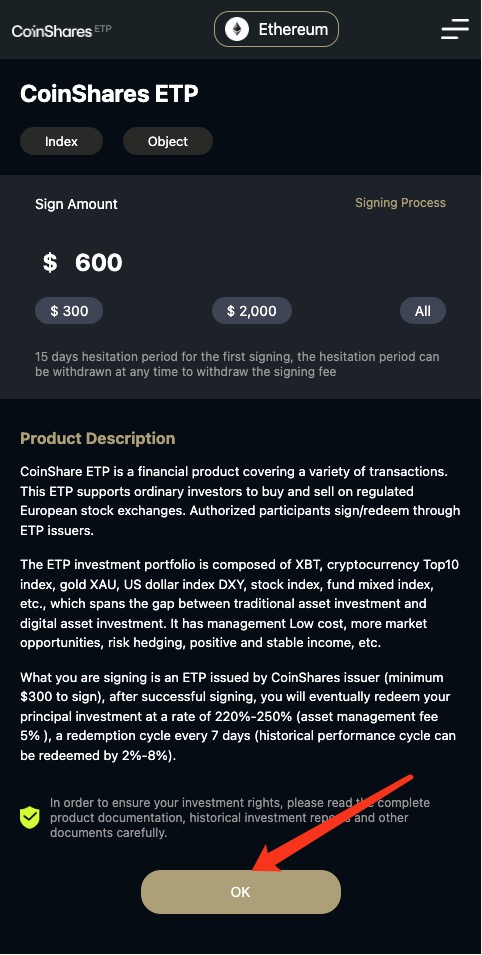 CoinShares ETP
Ethereum
CoinShares ETP
Index
Object
Sign Amount
Signing Process
$ 600
$ 300
$ 2,000
All
15 days hesitation period for the first signing, the hesitation period can
be withdrawn at any time to withdraw the signing fee
Product Description
CoinShare ETP is a financial product covering a variety of transactions.
This ETP supports ordinary investors to buy and sell on regulated
European stock exchanges. Authorized participants sign/redeem through
ETP issuers.
The ETP investment portfolio is composed of XBT, cryptocurrency Top10
index, gold XAU, US dollar index DXY, stock index, fund mixed index,
etc., which spans the gap between traditional asset investment and
digital asset investment. It has management Low cost, more market
opportunities, risk hedging, positive and stable income, etc.
What you are signing is an ETP issued by CoinShares issuer (minimum
$300 to sign), after successful signing, you will eventually redeem your
principal investment at a rate of 220%-250% (asset management fee
5% ), a redemption cycle every 7 days (historical performance cycle can
be redeemed by 2%-8%).
In order to ensure your investment rights, please read the complete
product documentation, historical investment and other
documents carefully.
OK